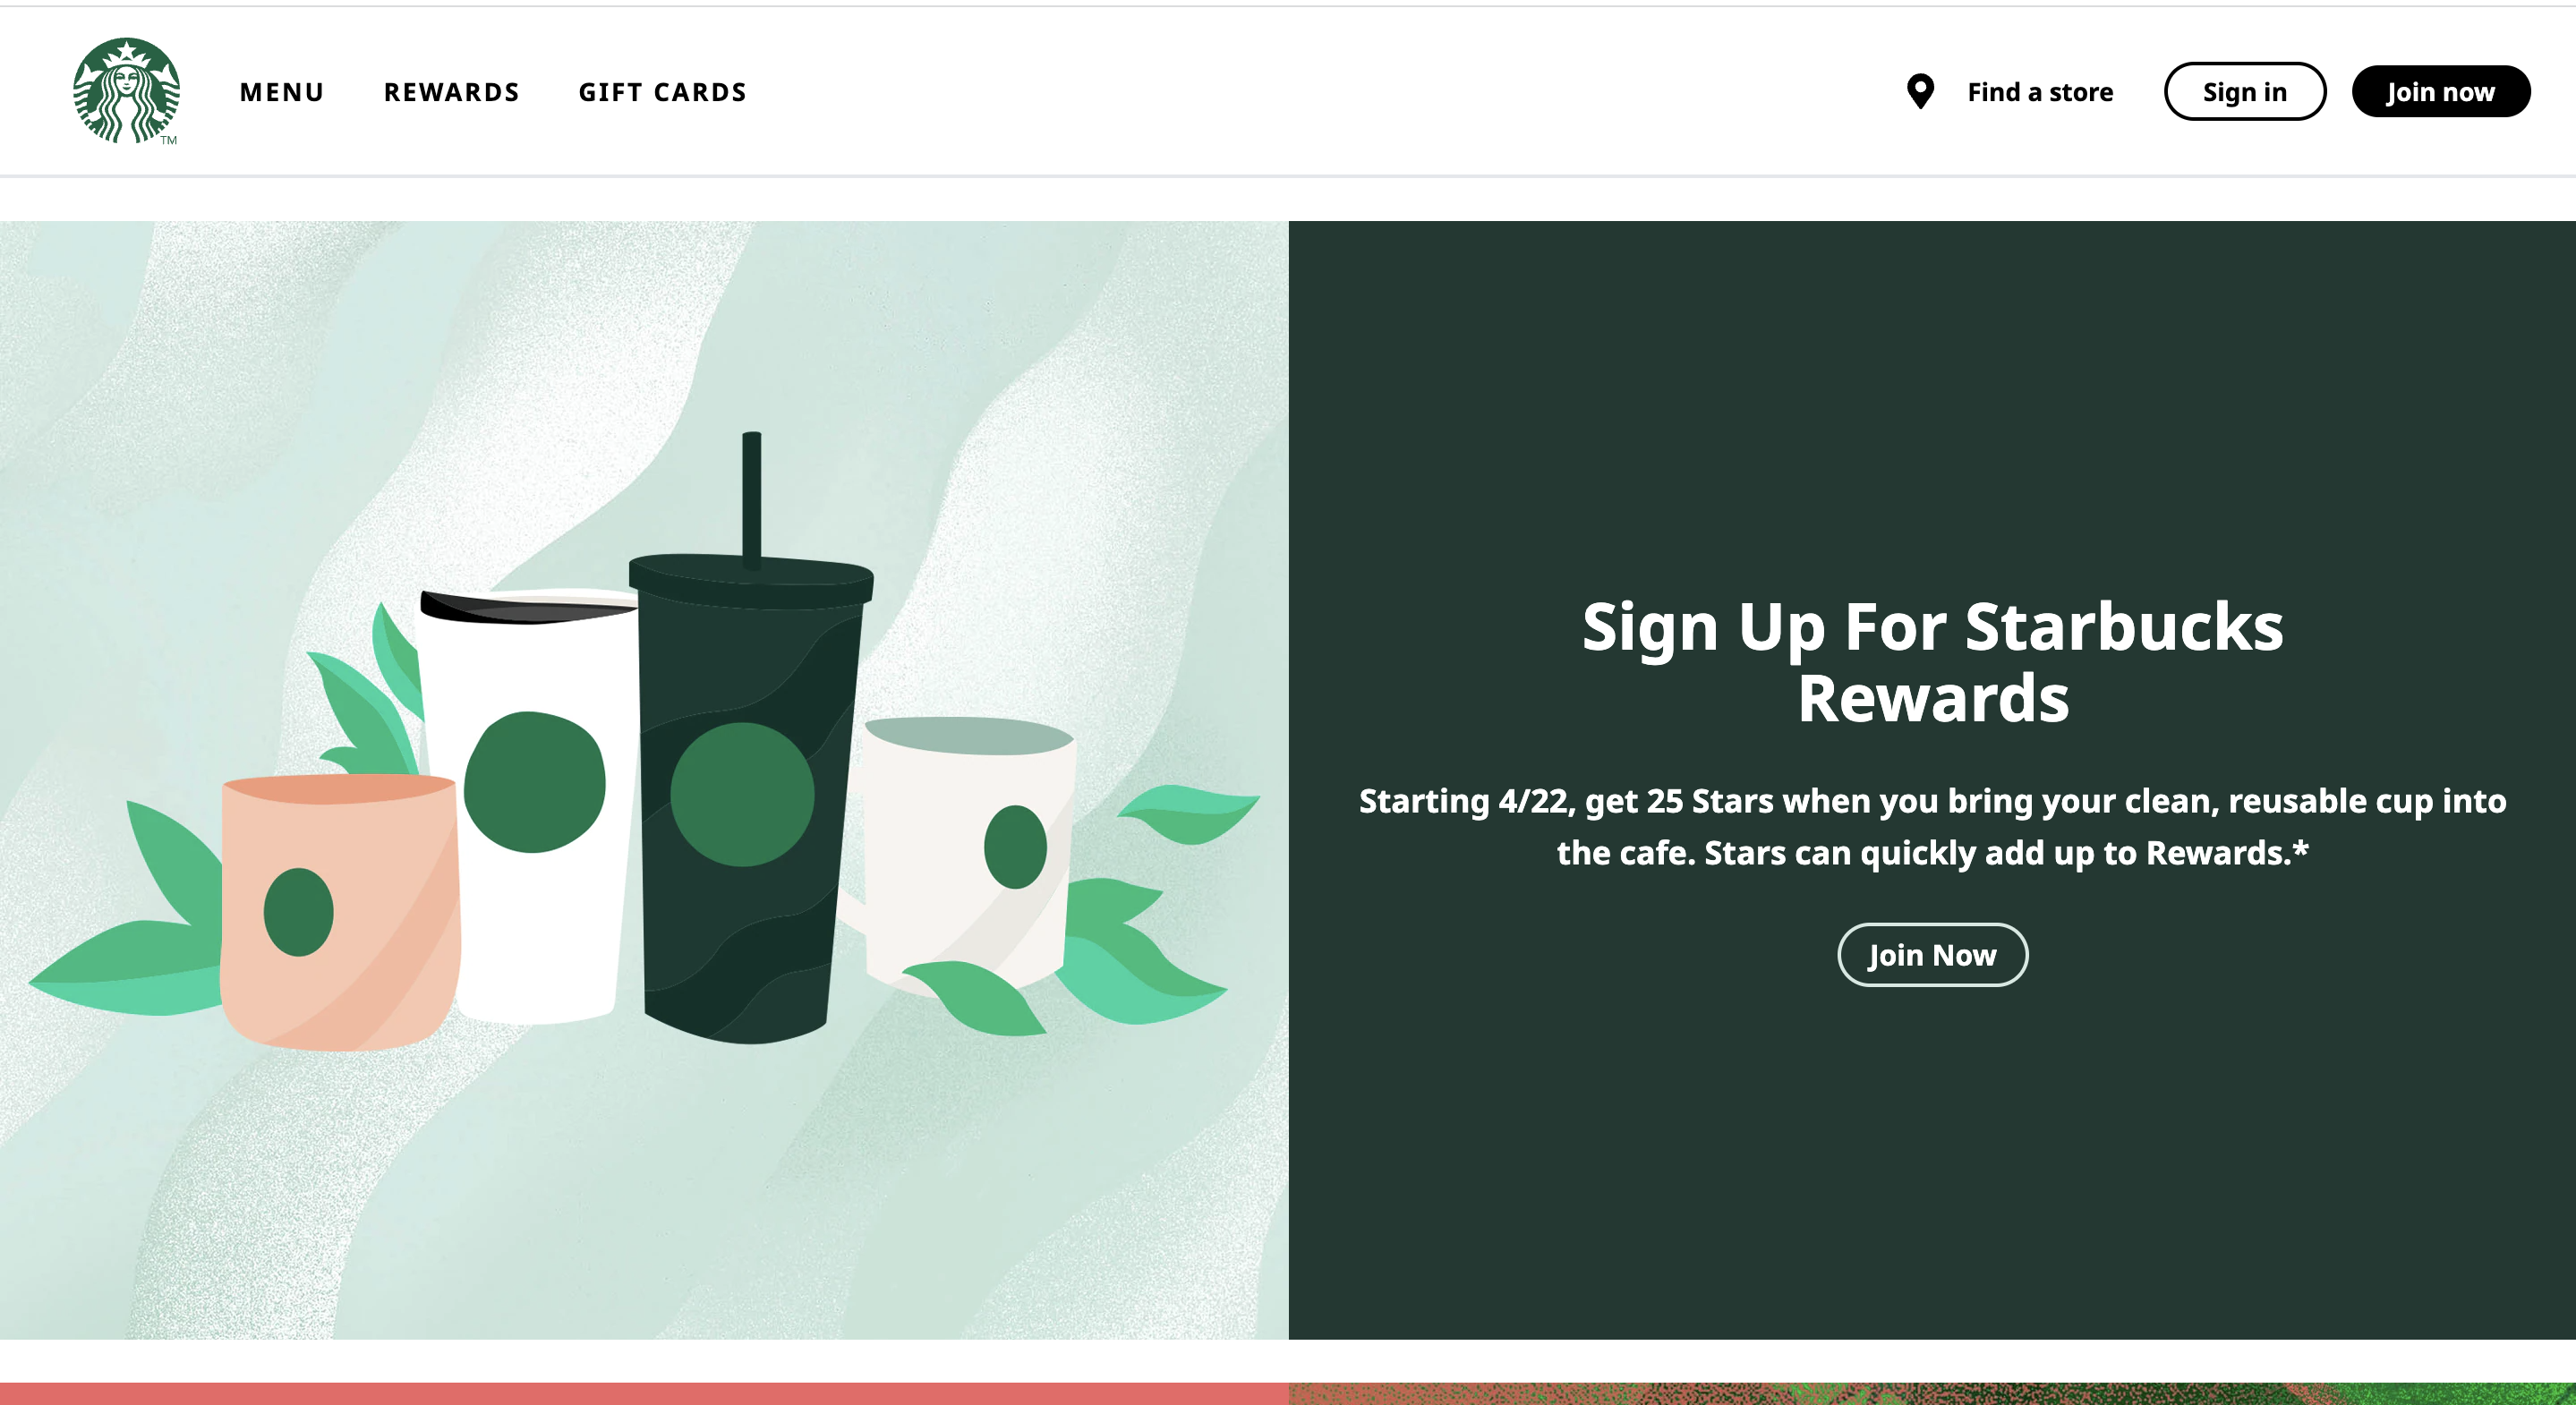 TM
MENU
REWARDS
GIFT CARDS
Find a store
Sign in
Join now
Sign Up For Starbucks
Rewards
Starting 4/22, get 25 Stars when you bring your clean, reusable cup into
the cafe. Stars can quickly add up to Rewards.*
Join Now